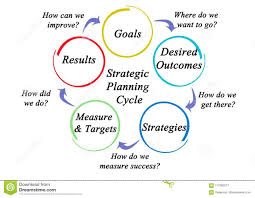 How can we
improve?
Goals
Where do we
want to go?
Desired
Outcomes
Results
Strategic
Planning
Cycle
How did
we do?
How do we
get there?
Measure
& Targets
Strategies
How do we
measure success?
dreamstime